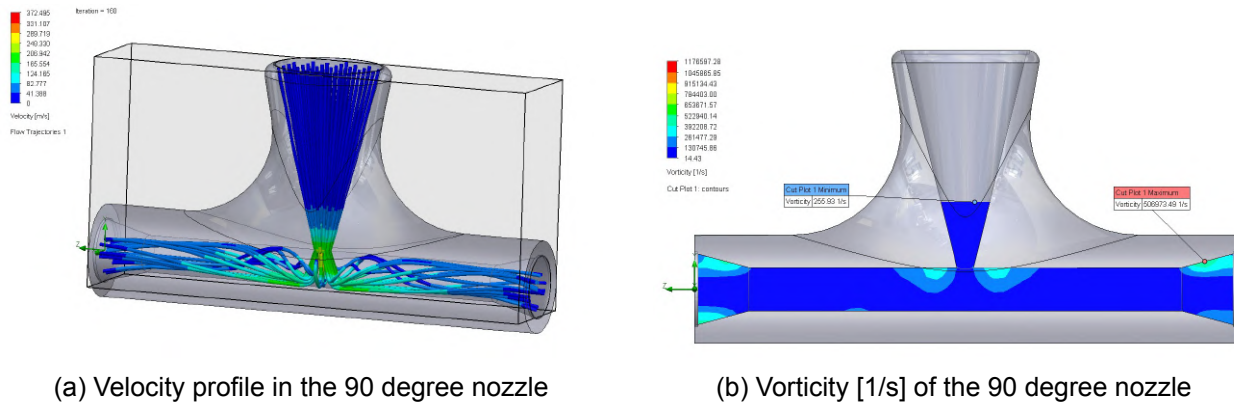 372.495
331.107
289.719
248.330
206.942
165.554
124.165
82.777
41.388
0
Velocity [m/s]
Flow Trajectories 1
Iteration = 160
Z
(a) Velocity profile in the 90 degree nozzle
1176597.28
1045865.85
915134.43
784403.00
653671.57
522940.14
392208.72
261477.29
130745.86
14.43
Vorticity [1/s]
Cut Plot 1: contours
Cut Plot 1 Minimum
Vorticity 255.93 1/s
Cut Plot 1 Maximum
Vorticity 506973.49 1/s
Z
(b) Vorticity [1/s] of the 90 degree nozzle